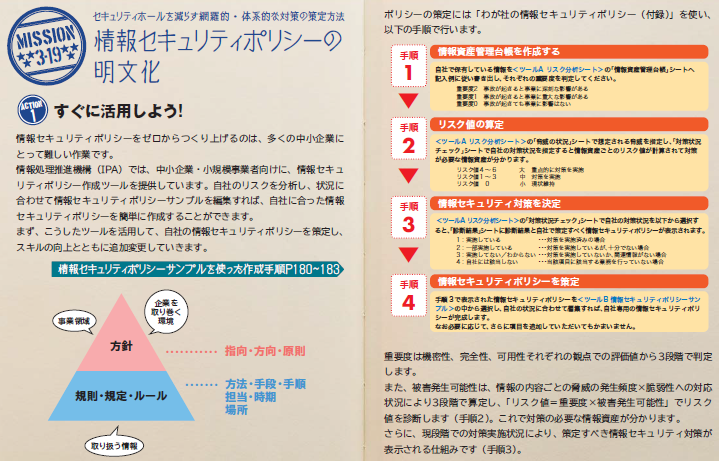 MISSION
3-19
セキュリティホールを減らす網羅的・体系的な対策の策定方法
情報セキュリティポリシーの
明文化
ACTION
1
すぐに活用しよう!
情報セキュリティポリシーをゼロからつくり上げるのは、多くの中小企業に
とって難しい作業です。
情報処理推進機構（IPA）では、中小企業・小規模事業者向けに、情報セキュ
リティポリシー作成ツールを提供しています。自社のリスクを分析し、状況に
合わせて情報セキュリティポリシーサンプルを編集すれば、自社に合った情報
セキュリティポリシーを簡単に作成することができます。
まず、こうしたツールを活用して、自社の情報セキュリティポリシーを策定し、
スキルの向上とともに追加変更していきます。
情報セキュリティポリシーサンプルを使った作成手順P180~183
事業領域
企業を
取り巻く
環境
方針
指向・方向・原則
規則・規定・ルール
方法・手段・手順
担当・時期
場所
取り扱う情報
ポリシーの策定には「わが社の情報セキュリティポリシー（付録）」を使い、
以下の手順で行います。
手順
1
情報資産管理台帳を作成する
自社で保有している情報を<ツールA リスク分析シート>の「情報資産管理台帳」シートへ
記入例に従い書き出し、それぞれの重要度を判定してください。
重要度2 事故が起きると事業に深刻な影響がある
重要度1 事故が起きると事業に重大な影響がある
重要度0 事故が起きても事業に影響はない
手順
2
リスク値の算定
<ツールA リスク分析シート>の「脅威の状況」シートで想定される脅威を指定し、「対策状況
チェック」シートで自社の対策状況を指定すると情報資産ごとのリスク値が計算されて対策
が必要な情報資産が分かります。
リスク値4～6 大 重点的に対策を実施
リスク値1～3 中 対策を実施
リスク値 0 小 現状維持
手順
3
情報セキュリティ対策を決定
<ツールA リスク分析シート>の「対策状況チェック」シートで自社の対策状況を以下から選択す
ると、「診断結果」シートに診断結果と自社で策定すべく情報セキュリティポリシーが表示されます。
1：実施している ･･･対策を実施済みの場合
2：一部実施している ･･･対策を実施しているが、十分でない場合
3：実施してない／わからない ･･･対策を実施していないか、関連情報がない場合
4：自社には該当しない ･･･当該項目に該当する業務を行っていない場合
手順
4
情報セキュリティポリシーを策定
手順3で表示された情報セキュリティポリシーを<ツールB 情報セキュリティポリシーサン
プル>の中から選択し、自社の状況に合わせて編集すれば、自社専用の情報セキュリティポリ
シーが完成します。
なお必要に応じて、さらに項目を追加していただいてもかまいません。
重要度は機密性、完全性、可用性それぞれの観点での評価値から3段階で判定
します。
また、被害発生可能性は、情報の内容ごとの脅威の発生頻度×脆弱性への対応
状況により3段階で算定し、「リスク値＝重要度×被害発生可能性」でリスク
値を診断します（手順2）。これで対策の必要な情報資産が分かります。
さらに、現段階での対策実施状況により、策定すべき情報セキュリティ対策が
表示される仕組みです（手順3）。